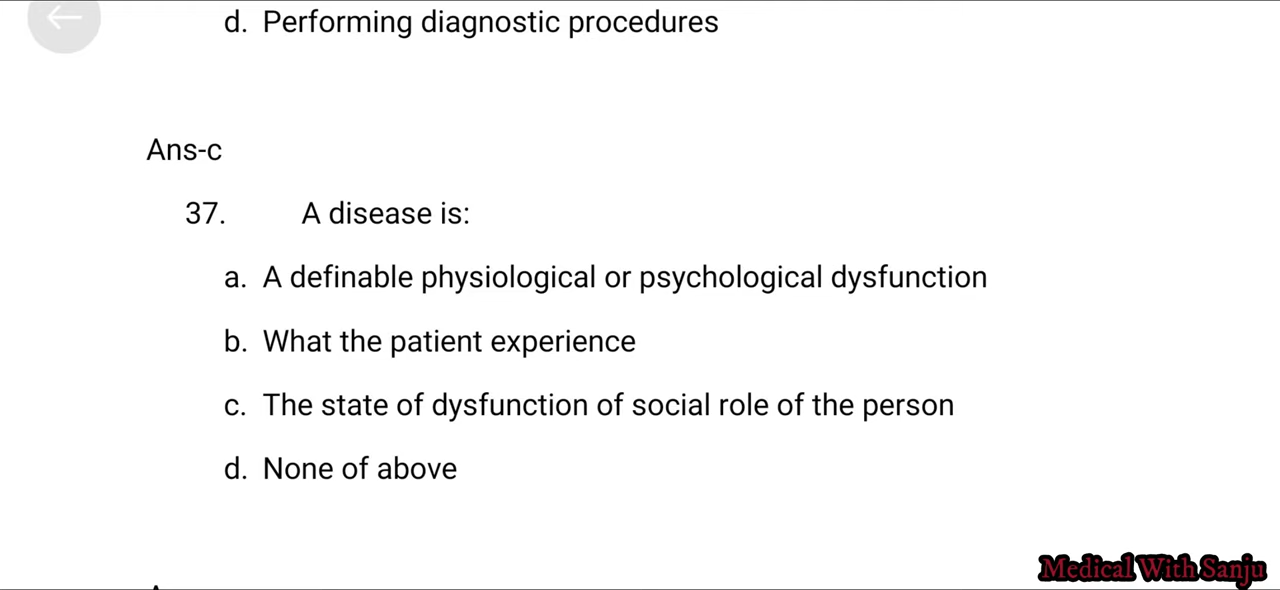 d. Performing diagnostic procedures
Ans-c
37. A disease is:
a. A definable physiological or psychological dysfunction
b. What the patient experience
c. The state of dysfunction of social role of the person
d. None of above
Medical With Sanju